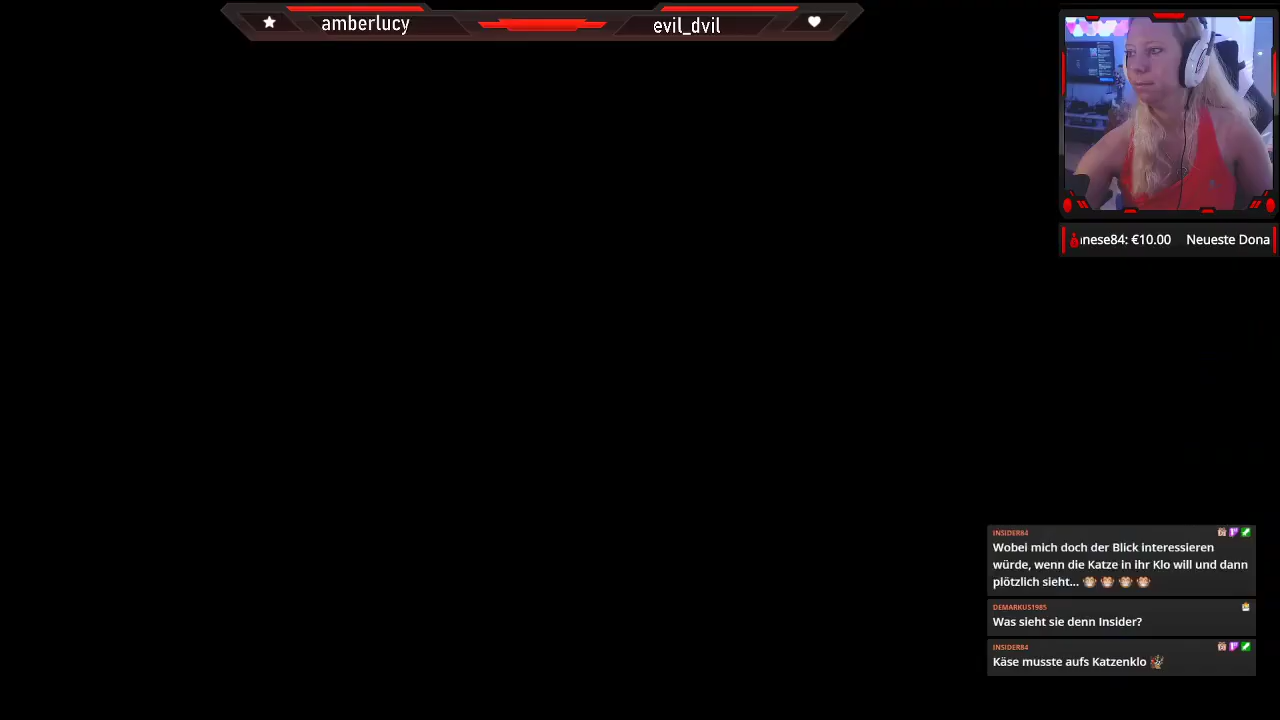 amberlucy
evil_dvil
nese84: €10.00 Neueste Dona
INSIDER84
Wobei mich doch der Blick interessieren
würde, wenn die Katze in ihr Klo will und dann
plötzlich sieht...
DEMARKUS1985
Was sieht sie denn Insider?
INSIDER84
Käse musste aufs Katzenklo